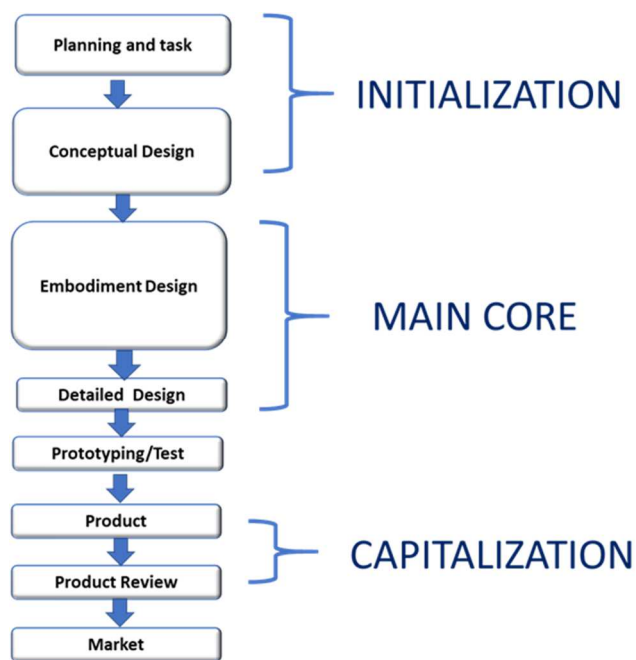 Planning and task
INITIALIZATION
Conceptual Design
Embodiment Design
MAIN CORE
Detailed Design
Prototyping/Test
Product
CAPITALIZATION
Product Review
Market